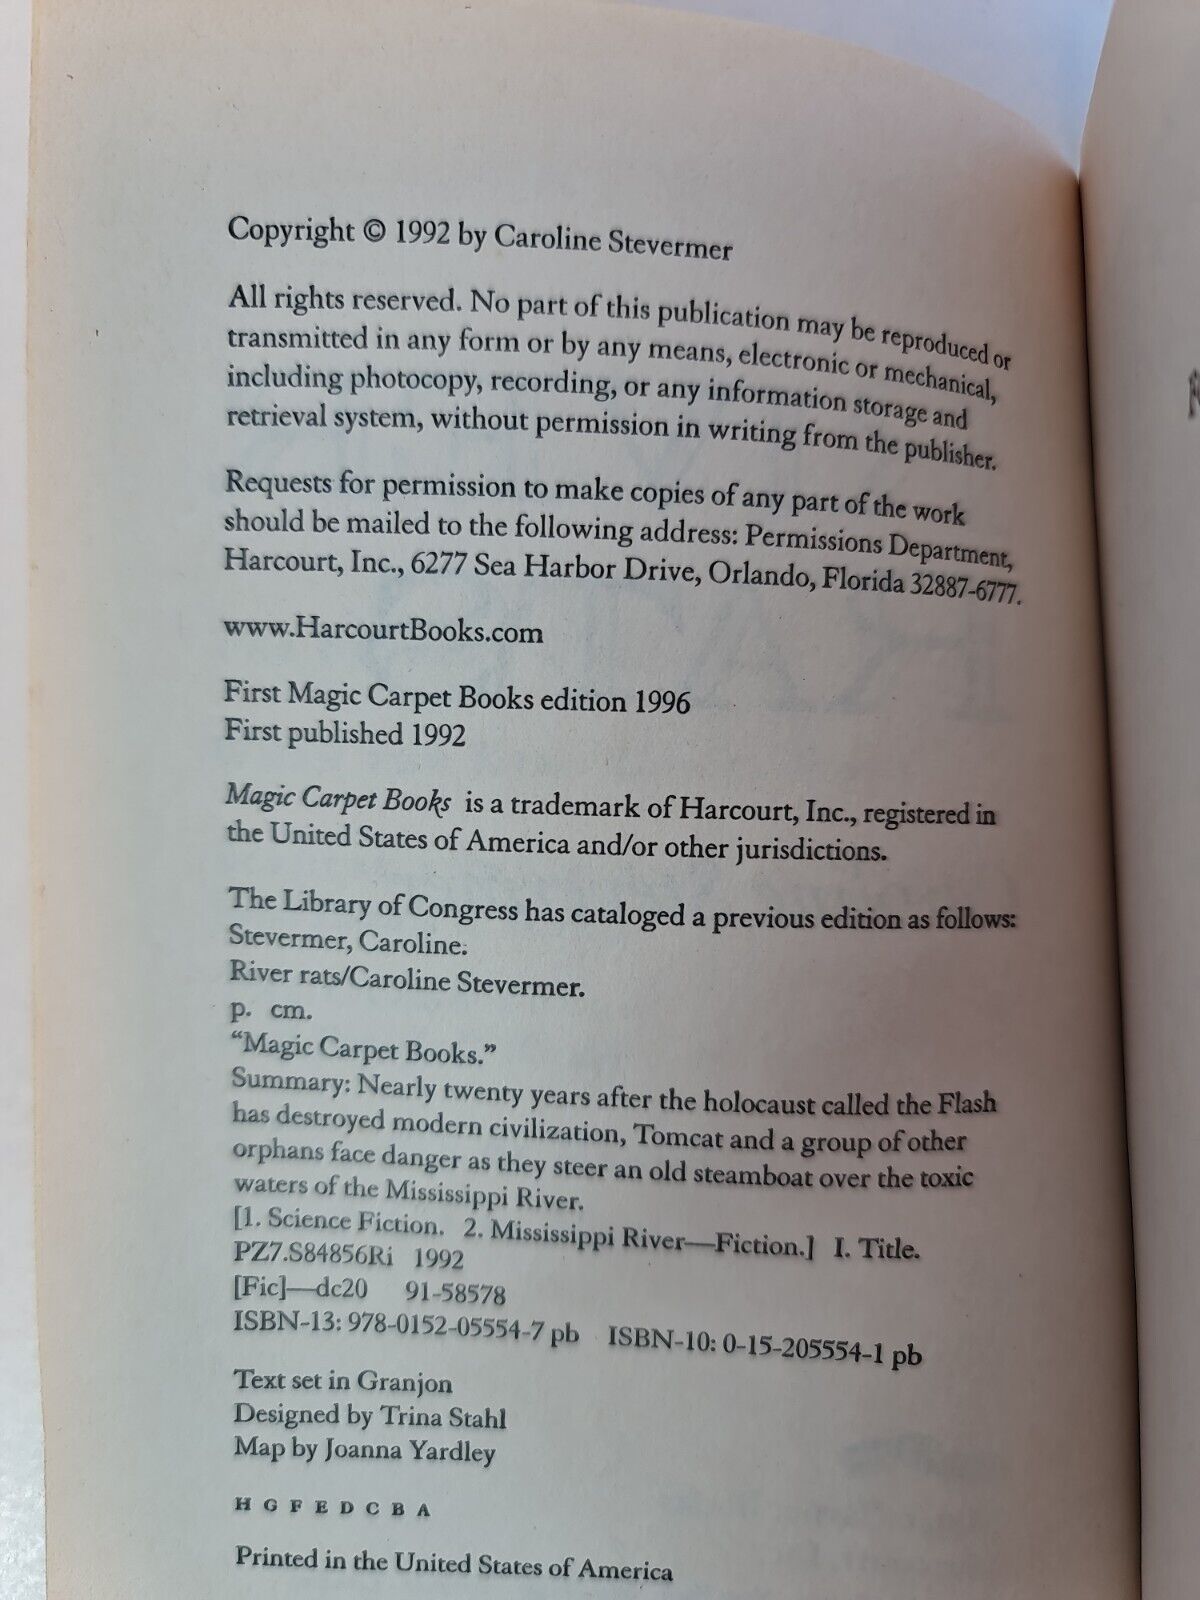 Copyright © 1992 by Caroline Stevermer
All rights reserved. No part of this publication may be reproduced or
transmitted in any form or by any means, electronic or mechanical,
including photocopy, recording, or any information storage and
retrieval system, without permission in writing from the publisher.
Requests for permission to make copies of any part of the work
should be mailed to the following address: Permissions Department,
Harcourt, Inc., 6277 Sea Harbor Drive, Orlando, Florida 32887-6777.
www.HarcourtBooks.com
First Magic Carpet Books edition 1996
First published 1992
Magic Carpet Books is a trademark of Harcourt, Inc., registered in
the United States of America and/or other jurisdictions.
The Library of Congress has cataloged a previous edition as follows:
Stevermer, Caroline.
River rats/Caroline Stevermer.
p. cm.
“Magic Carpet Books.”
Summary: Nearly twenty years after the holocaust called the Flash
has destroyed modern civilization, Tomcat and a group of other
orphans face danger as they steer an old steamboat over the toxic
waters of the Mississippi River.
[1. Science Fiction. 2. Mississippi River—Fiction.] I. Title.
PZ7.S84856Ri 1992
[Fic]—dc20 91-58578
ISBN-13: 978-0152-05554-7 pb ISBN-10: 0-15-205554-1 pb
Text set in Granjon
Designed by Trina Stahl
Map by Joanna Yardley
H G F E D C B A
Printed in the United States of America